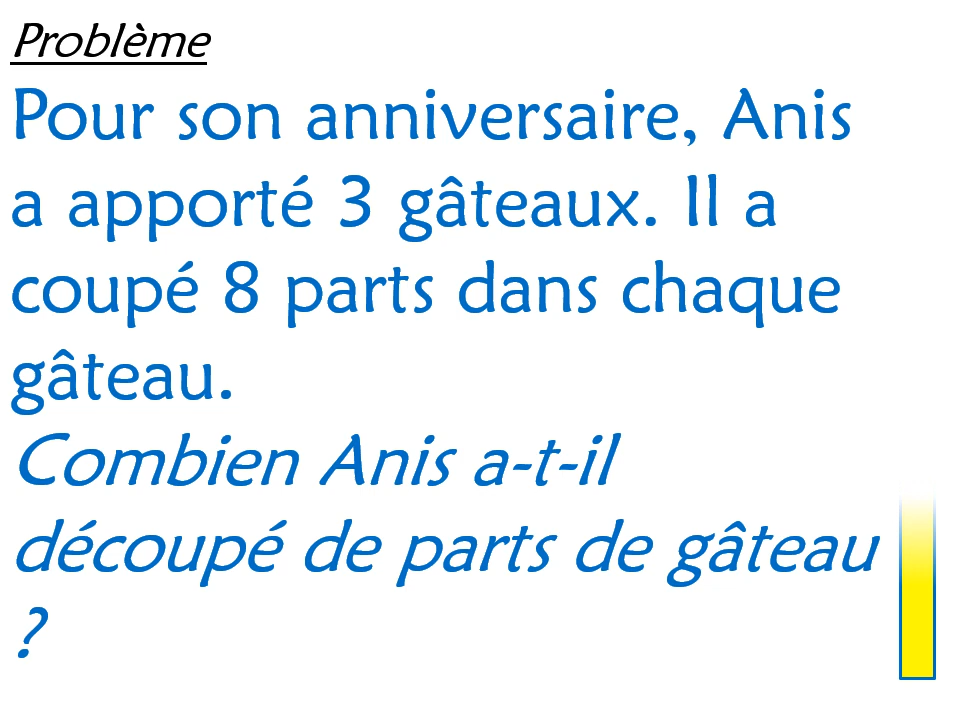 Problème
Pour son anniversaire, Anis
a apporté 3 gâteaux. Il a
coupé 8 parts dans chaque
gâteau.
Combien Anis a-t-il
découpé de parts de gâteau
?